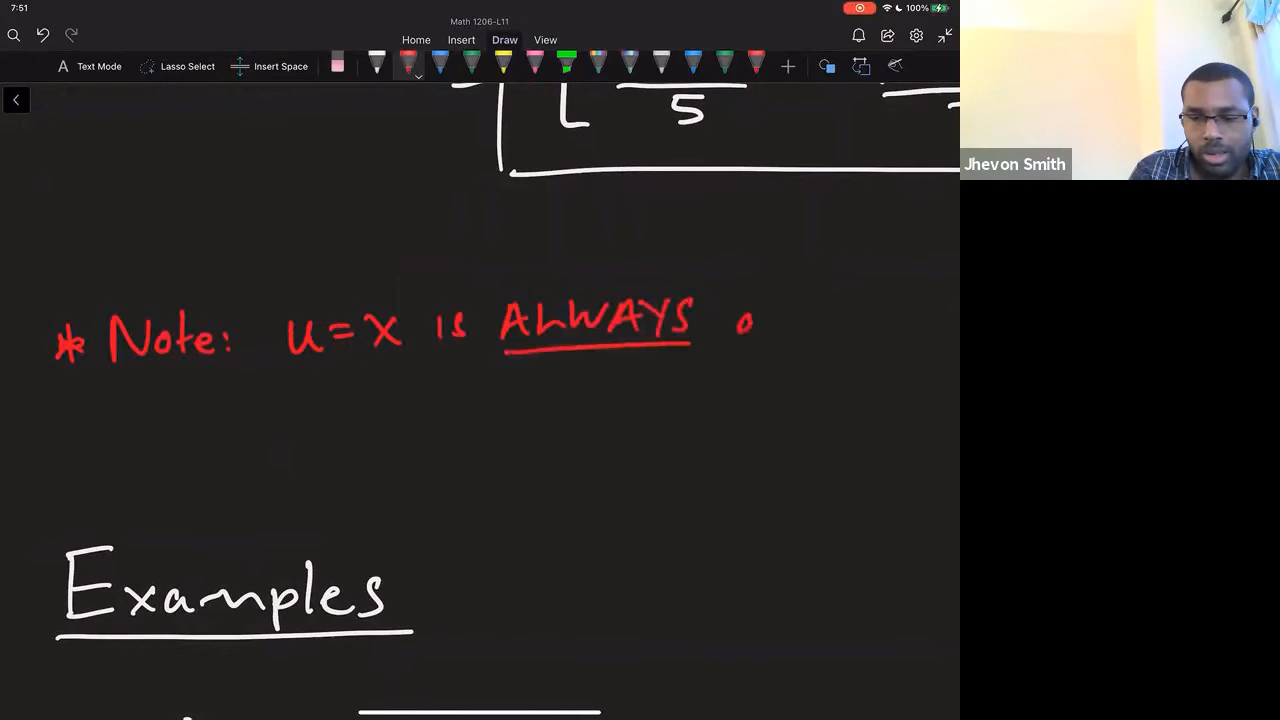 7:51
100%
Math 1206-L11
Home Insert Draw View
Text Mode Lasso Select Insert Space
5
Jhevon Smith
* Note: u=x is ALWAYS
Examples